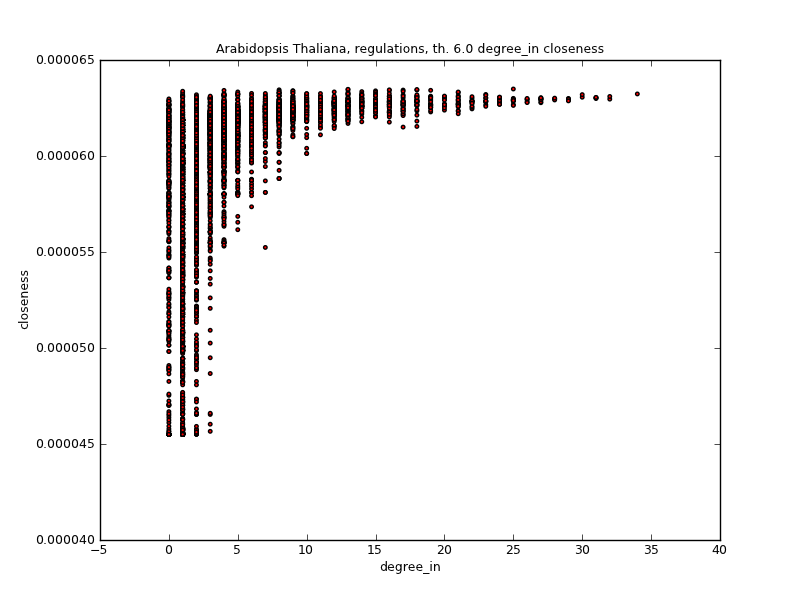 Arabidopsis Thaliana, regulations, th. 6.0 degree_in closeness
0.000065
0.000060
0.000055
0.000050
0.000045
0.000040
closeness
−5 0 5 10 15 20 25 30 35 40
degree_in